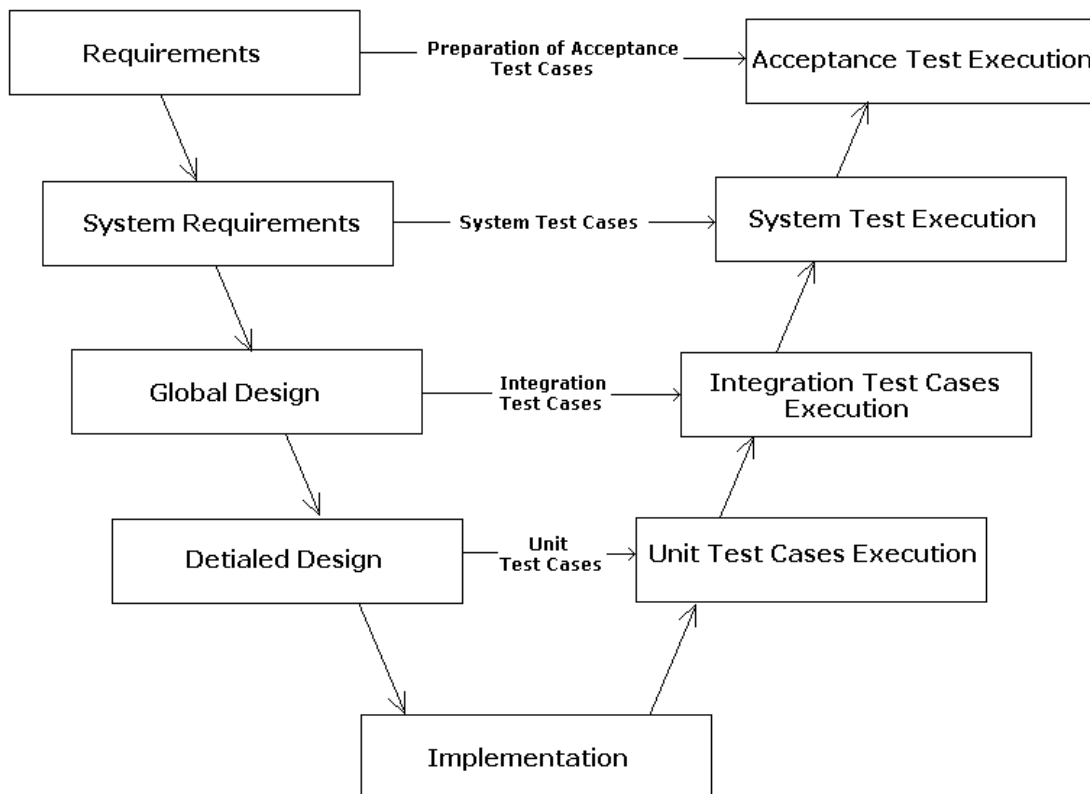 Requirements
Preparation of Acceptance
Test Cases
Acceptance Test Execution
System Requirements
System Test Cases
System Test Execution
Global Design
Integration
Test Cases
Integration Test Cases
Execution
Detialed Design
Unit
Test Cases
Unit Test Cases Execution
Implementation